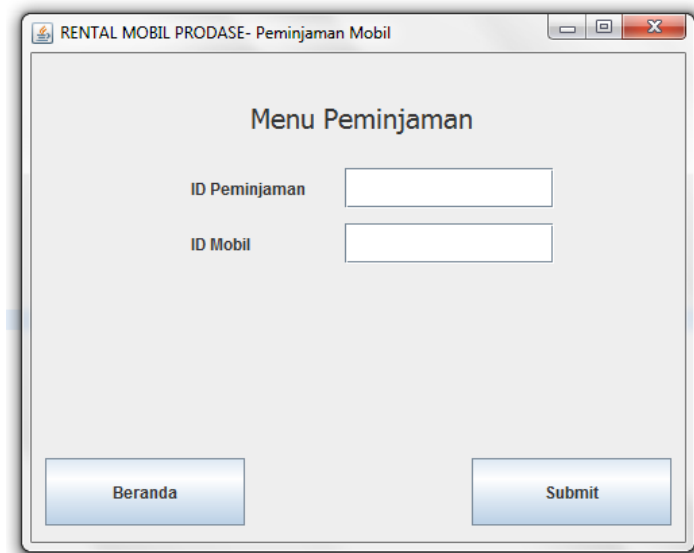 RENTAL MOBIL PRODASE- Peminjaman Mobil
Menu Peminjaman
ID Peminjaman
ID Mobil
Beranda
Submit